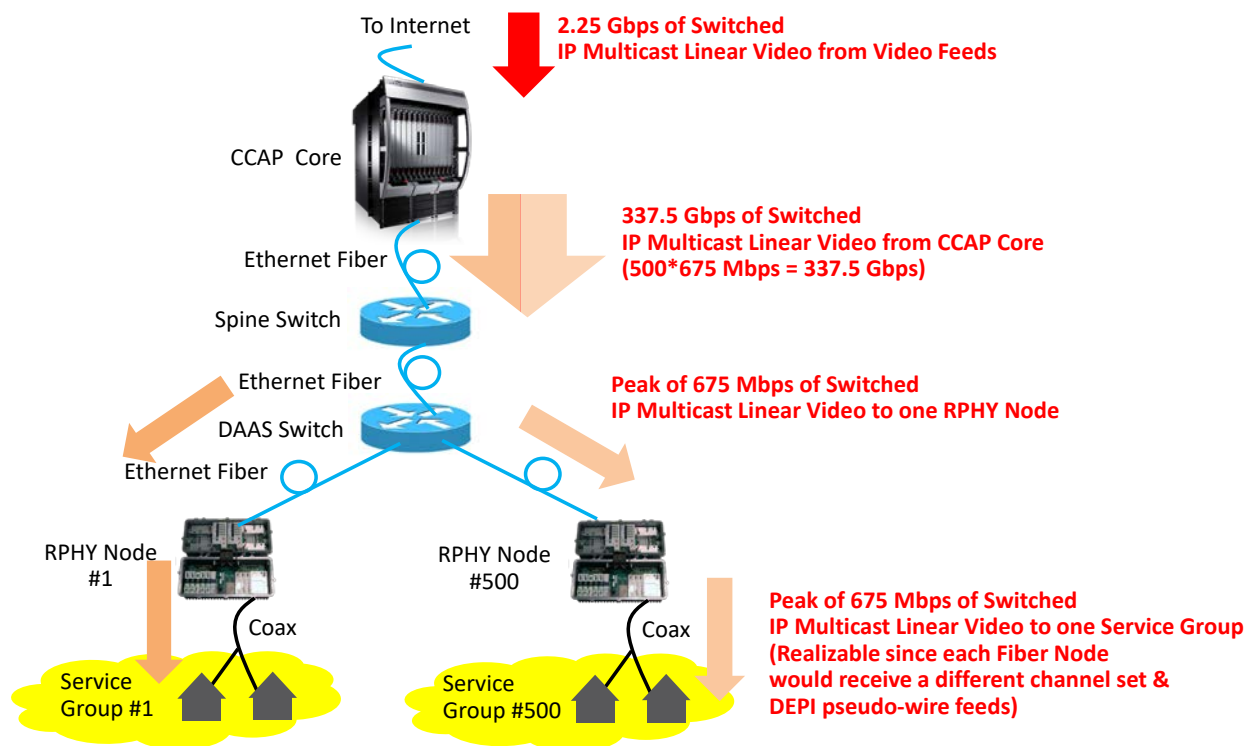 To Internet
2.25 Gbps of Switched
IP Multicast Linear Video from Video Feeds
CCAP Core
337.5 Gbps of Switched
IP Multicast Linear Video from CCAP Core
(500*675 Mbps = 337.5 Gbps)
Ethernet Fiber
Spine Switch
Ethernet Fiber
Peak of 675 Mbps of Switched
IP Multicast Linear Video to one RPHY Node
DAAS Switch
Ethernet Fiber
RPHY Node
#1
RPHY Node
#500
Coax
Coax
Peak of 675 Mbps of Switched
IP Multicast Linear Video to one Service Group
(Realizable since each Fiber Node
would receive a different channel set &
DEPI pseudo-wire feeds)
Service
Group #1
Service
Group #500